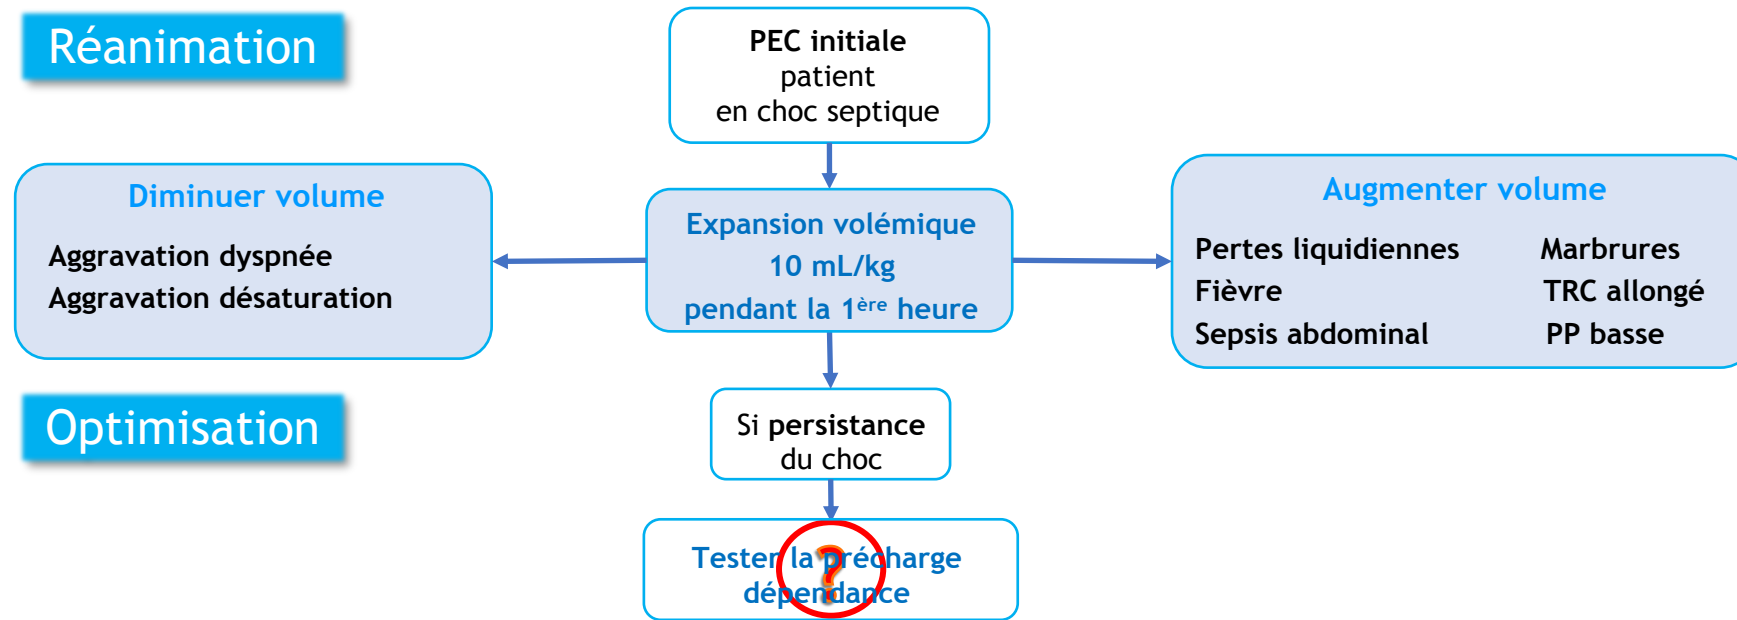 Réanimation
PEC initiale
patient
en choc septique
Diminuer volume
Aggravation dyspnée
Aggravation désaturation
Expansion volémique
10 mL/kg
pendant la 1ère heure
Augmenter volume
Pertes liquidiennes Marbrures
Fièvre TRC allongé
Sepsis abdominal PP basse
Optimisation
Si persistance
du choc
Tester la précharge
dépendance
?